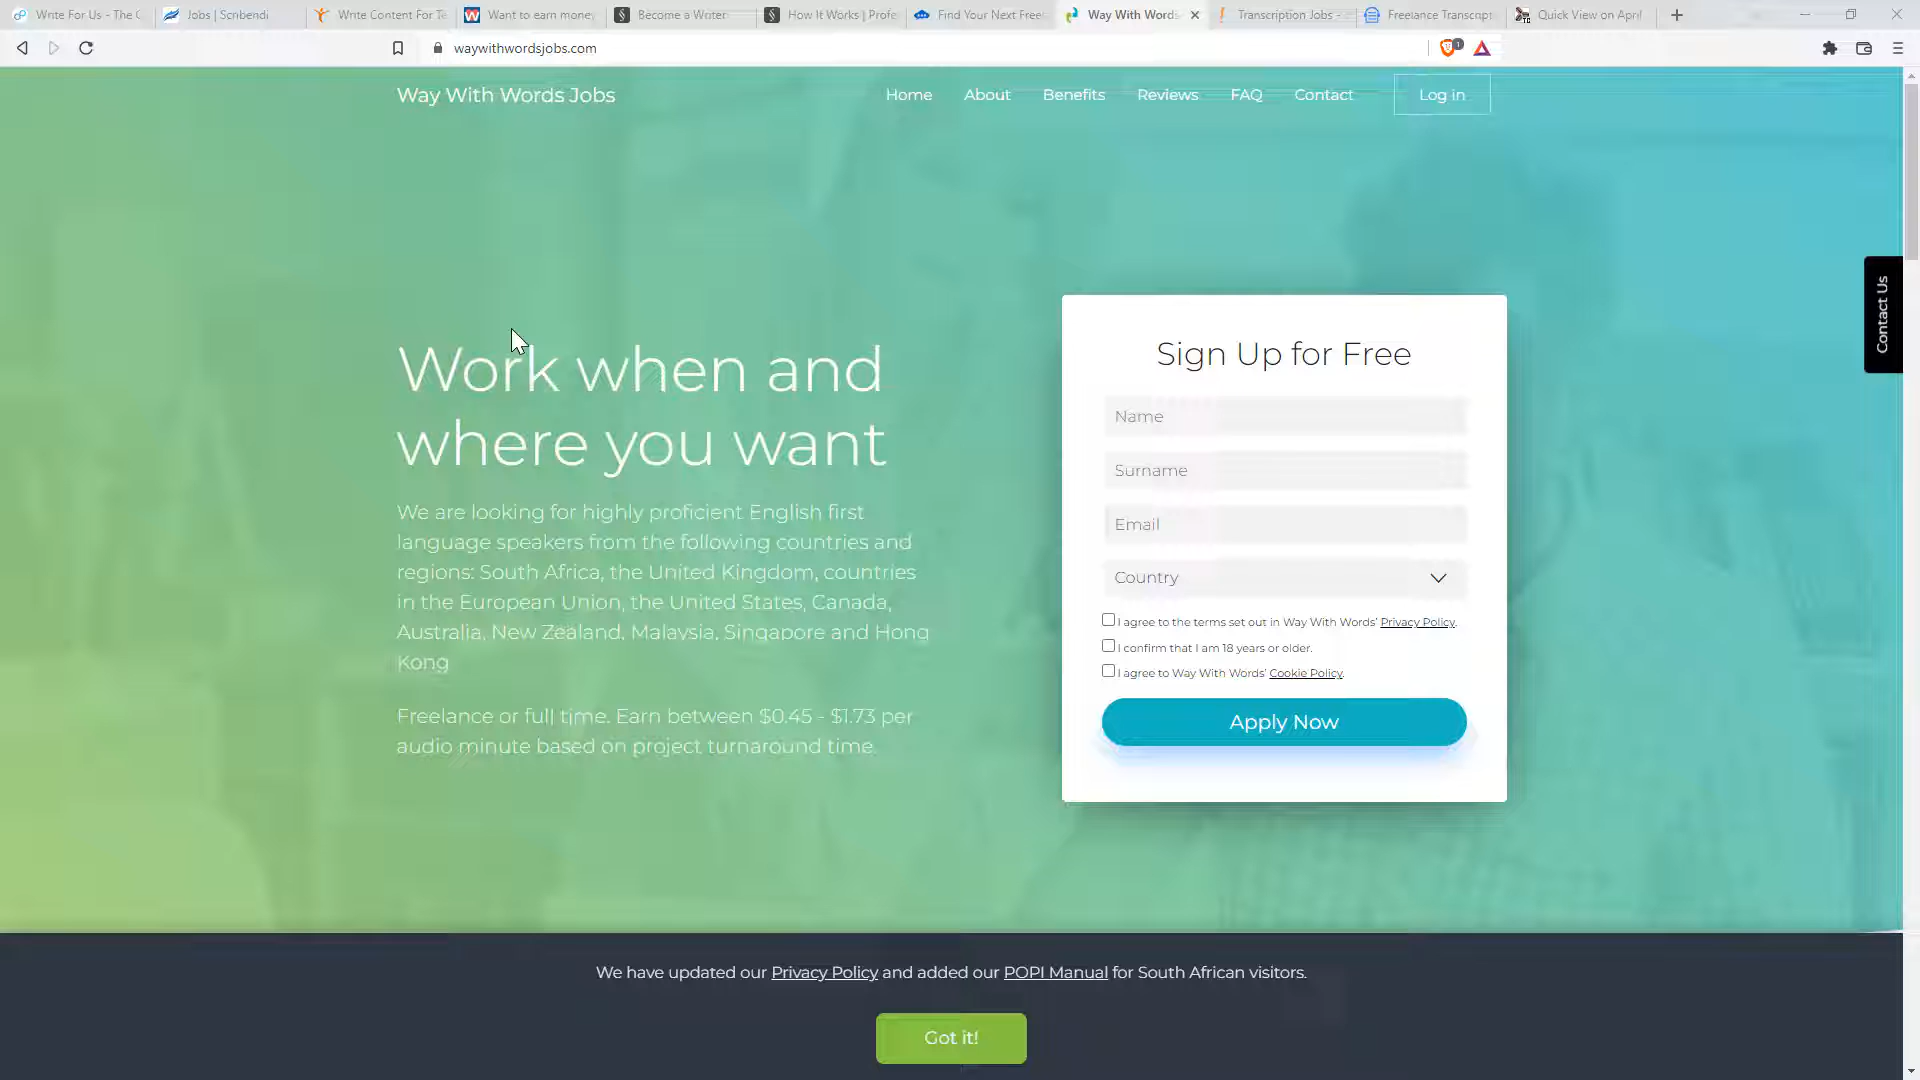 Write For Us - The C
Jobs | Scribendi
Write Content For Te
Want to earn money
Become a Writer
How It Works | Profe
Find Your Next Freel
Way With Words
Transcription Jobs -
Freelance Transcript
Quick View on April
waywithwordsjobs.com
1
Way With Words Jobs
Home
About
Benefits
Reviews
FAQ
Contact
Log in
Contact Us
Work when and
where you want
We are looking for highly proficient English first
language speakers from the following countries and
regions: South Africa, the United Kingdom, countries
in the European Union, the United States, Canada,
Australia, New Zealand, Malaysia, Singapore and Hong
Kong
Freelance or full time. Earn between $0.45 - $1.73 per
audio minute based on project turnaround time.
Sign Up for Free
Name
Surname
Email
Country
I agree to the terms set out in Way With Words' Privacy Policy.
I confirm that I am 18 years or older.
I agree to Way With Words' Cookie Policy.
Apply Now
We have updated our Privacy Policy and added our POPI Manual for South African visitors.
Got it!